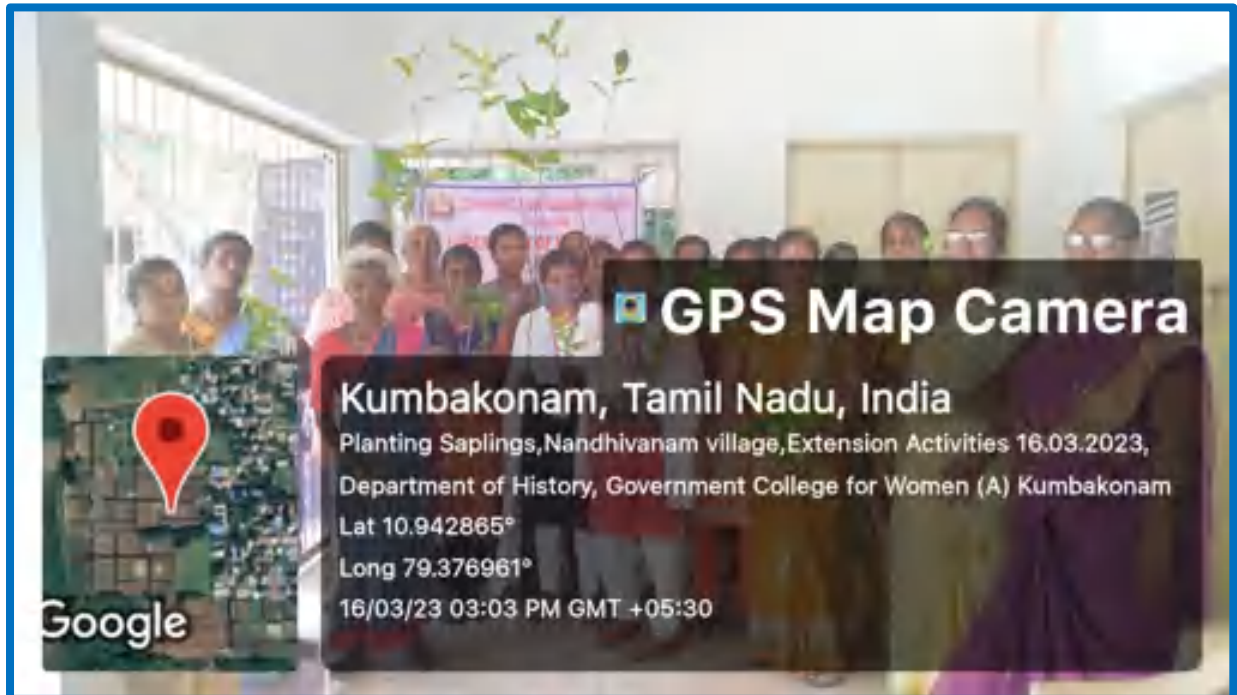 GPS Map Camera
Kumbakonam, Tamil Nadu, India
Planting Saplings,Nandhivanam village,Extension Activities 16.03.2023,
Department of History, Government College for Women (A) Kumbakonam
Lat 10.942865°
Long 79.376961°
16/03/23 03:03 PM GMT +05:30
Google